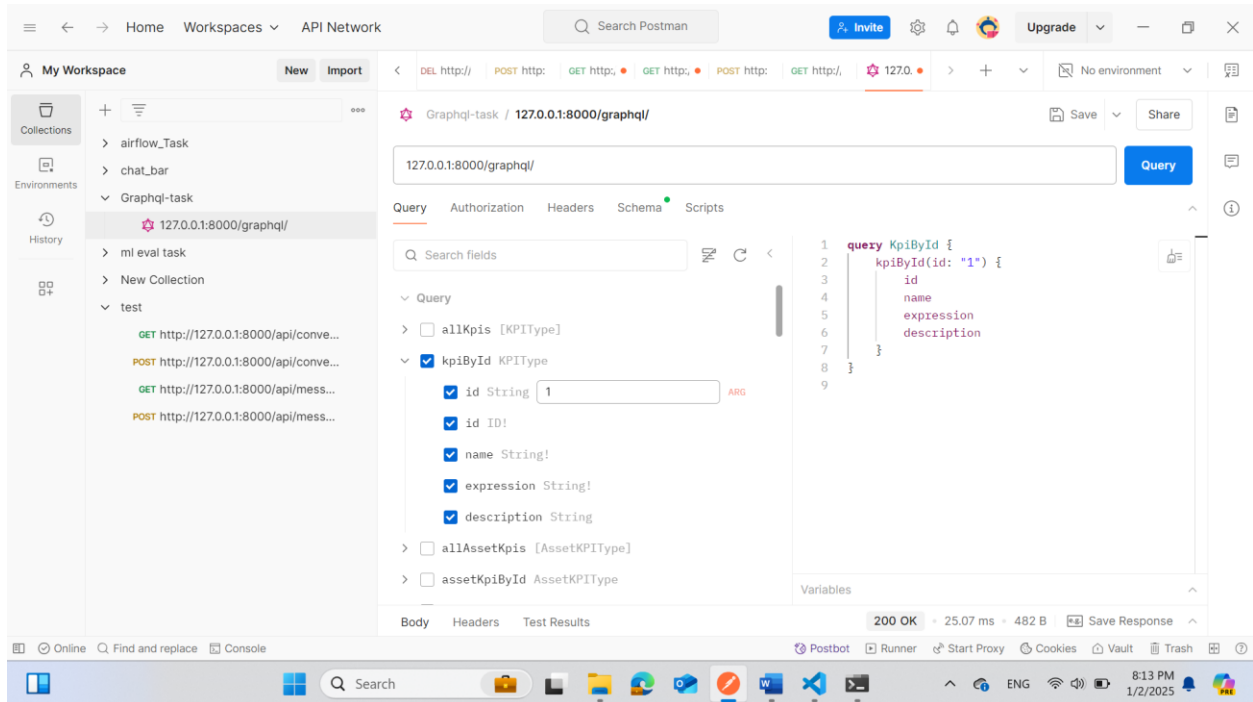 Home Workspaces API Network Search Postman Invite Upgrade
My Workspace New Import DEL http:// POST http: GET http:, GET http:, POST http: GET http:/, 127.0. No environment
Collections
Environments
History
airflow_Task
chat_bar
Graphql-task
127.0.0.1:8000/graphql/
ml eval task
New Collection
test
GET http://127.0.0.1:8000/api/conve...
POST http://127.0.0.1:8000/api/conve...
GET http://127.0.0.1:8000/api/mess...
POST http://127.0.0.1:8000/api/mess...
Graphql-task / 127.0.0.1:8000/graphql/ Save Share
127.0.0.1:8000/graphql/ Query
Query Authorization Headers Schema Scripts
Search fields
Query
allKpis [KPIType]
kpiById KPIType
id String 1 ARG
id ID!
name String!
expression String!
description String
allAssetKpis [AssetKPIType]
assetKpiById AssetKPIType
1 query KpiById {
2 kpiById(id: "1") {
3 id
4 name
5 expression
6 description
7 }
8 }
9
Variables
Body Headers Test Results 200 OK 25.07 ms 482 B Save Response
Online Find and replace Console Postbot Runner Start Proxy Cookies Vault Trash
Search ENG 8:13 PM
1/2/2025
PRE